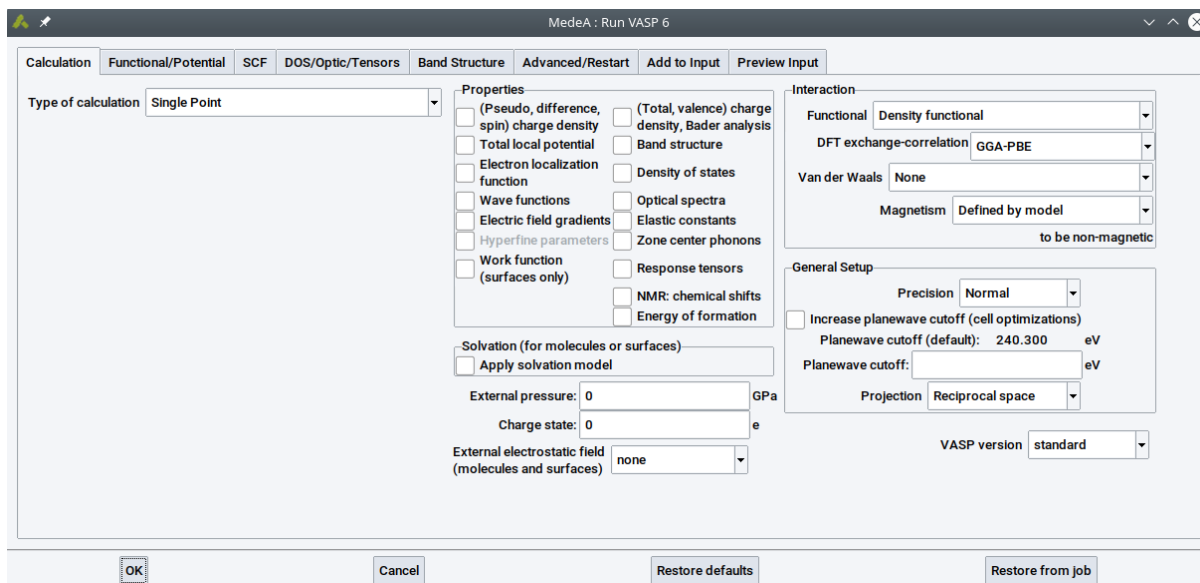 MedeA : Run VASP 6
Calculation Functional/Potential SCF DOS/Optic/Tensors Band Structure Advanced/Restart Add to Input Preview Input
Type of calculation Single Point
Properties
(Pseudo, difference,
spin) charge density
(Total, valence) charge
density, Bader analysis
Total local potential
Band structure
Electron localization
function
Density of states
Wave functions
Optical spectra
Electric field gradients
Elastic constants
Hyperfine parameters
Zone center phonons
Work function
(surfaces only)
Response tensors
NMR: chemical shifts
Energy of formation
Solvation (for molecules or surfaces)
Apply solvation model
External pressure: 0 GPa
Charge state: 0 e
External electrostatic field
(molecules and surfaces)
none
Interaction
Functional Density functional
DFT exchange-correlation GGA-PBE
Van der Waals None
Magnetism Defined by model
to be non-magnetic
General Setup
Precision Normal
Increase planewave cutoff (cell optimizations)
Planewave cutoff (default): 240.300 eV
Planewave cutoff: eV
Projection Reciprocal space
VASP version standard
OK Cancel Restore defaults Restore from job